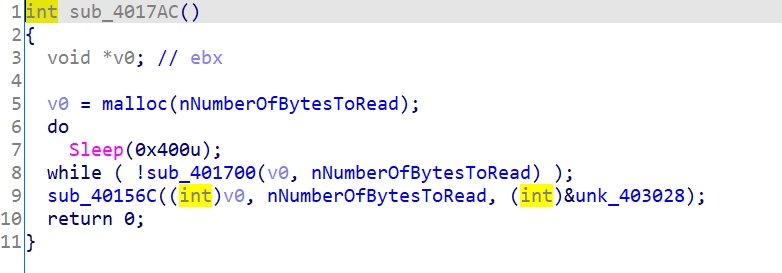 1 int sub_4017AC()
2 {
3 void *v0; // ebx
4
5 v0 = malloc(nNumberOfBytesToRead);
6 do
7 Sleep(0x400u);
8 while ( !sub_401700(v0, nNumberOfBytesToRead) );
9 sub_40156C((int)v0, nNumberOfBytesToRead, (int)&unk_403028);
10 return 0;
11 }